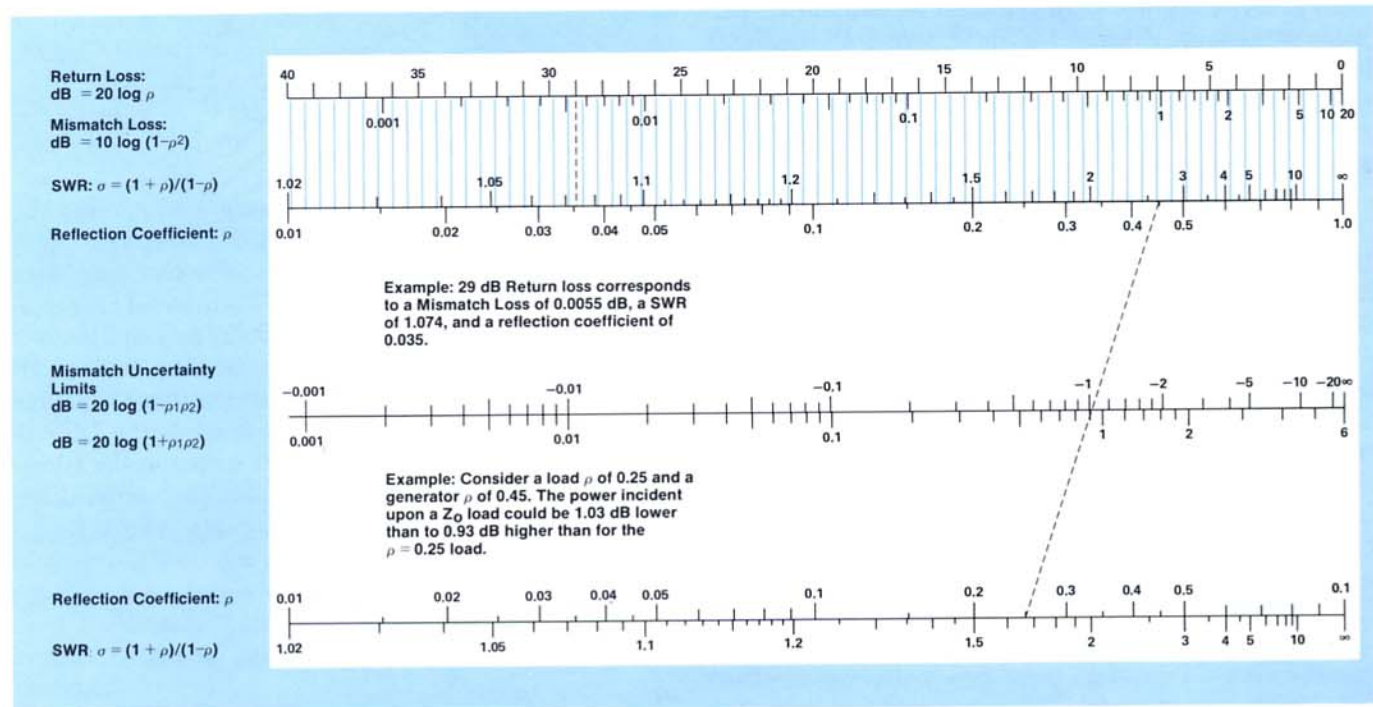 Return Loss:
dB = 20 log ρ
40 35 30 25 20 15 10 5 0
Mismatch Loss:
dB = 10 log (1-ρ2)
0.001 0.01 0.1 1 2 5 10 20
SWR: σ = (1 + ρ)/(1-ρ)
1.02 1.05 1.1 1.2 1.5 2 3 4 5 10 ∞
Reflection Coefficient: ρ
0.01 0.02 0.03 0.04 0.05 0.1 0.2 0.3 0.4 0.5 1.0
Example: 29 dB Return loss corresponds
to a Mismatch Loss of 0.0055 dB, a SWR
of 1.074, and a reflection coefficient of
0.035.
Mismatch Uncertainty
Limits
dB = 20 log (1-ρ1ρ2)
-0.001 -0.01 -0.1 -1 -2 -5 -10 -20∞
dB = 20 log (1+ρ1ρ2)
0.001 0.01 0.1 1 2 6
Example: Consider a load ρ of 0.25 and a
generator ρ of 0.45. The power incident
upon a ZO load could be 1.03 dB lower
than to 0.93 dB higher than for the
ρ = 0.25 load.
Reflection Coefficient: ρ
0.01 0.02 0.03 0.04 0.05 0.1 0.2 0.3 0.4 0.5 0.1
SWR: σ = (1 + ρ)/(1-ρ)
1.02 1.05 1.1 1.2 1.5 2 3 4 5 10 ∞